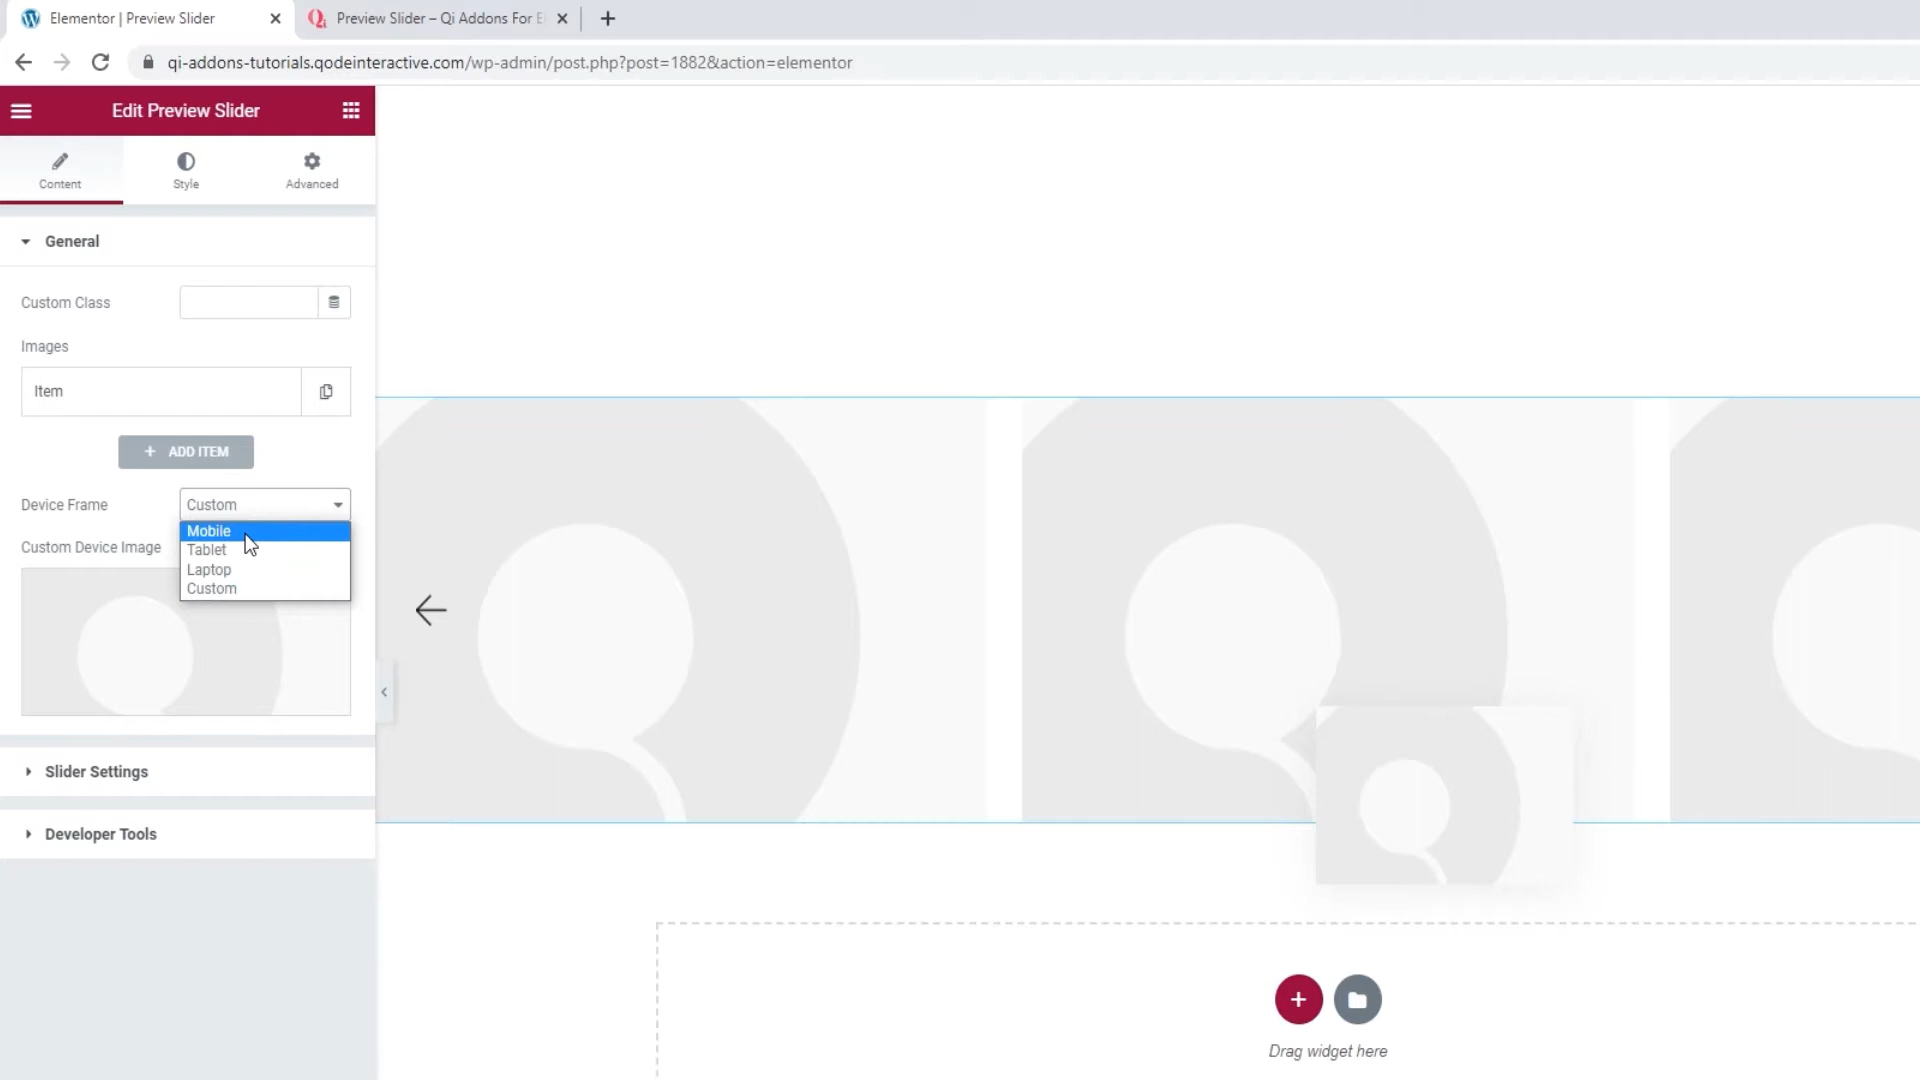 Elementor | Preview Slider
Preview Slider – Qi Addons For E
qi-addons-tutorials.qodeinteractive.com/wp-admin/post.php?post=1882&action=elementor
Edit Preview Slider
Content
Style
Advanced
General
Custom Class
Images
Item
ADD ITEM
Device Frame
Custom
Mobile
Tablet
Laptop
Custom
Custom Device Image
Slider Settings
Developer Tools
Drag widget here